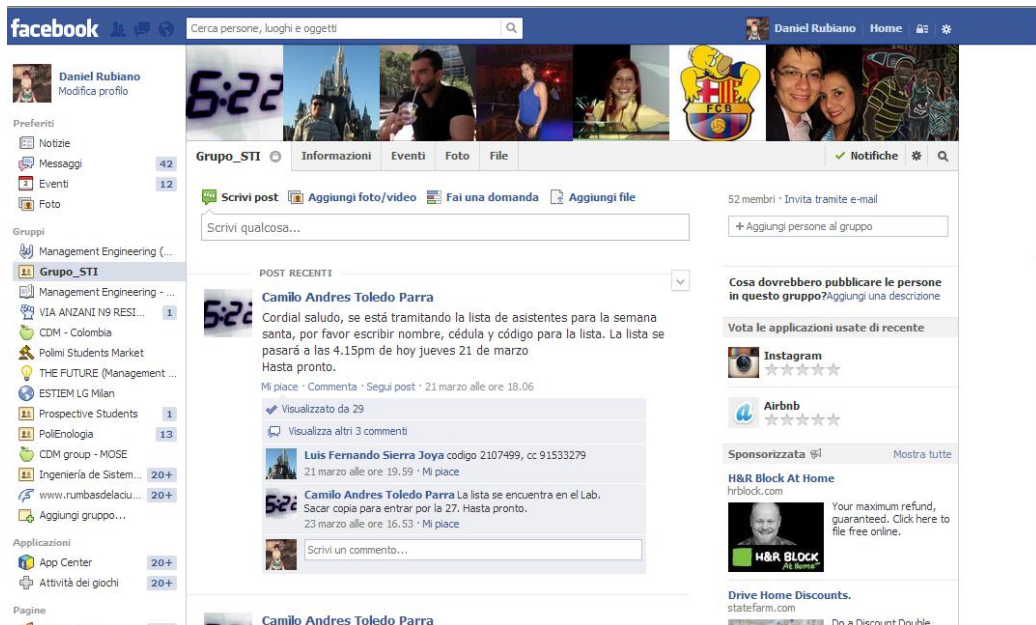 facebook
Cerca persone, luoghi e oggetti
Daniel Rubiano Home
Daniel Rubiano
Modifica profilo
Preferiti
Notizie
Messaggi 42
Eventi 12
Foto
Gruppi
Management Engineering (...
Grupo_STI
Management Engineering - ...
VIA ANZANI N9 RESI... 1
CDM - Colombia
Polimi Students Market
THE FUTURE (Management ...
ESTIEM LG Milan
Prospective Students 1
PoliEnologia 13
CDM group - MOSE
Ingeniería de Sistem... 20+
www.rumbasdelaciu... 20+
Aggiungi gruppo...
Applicazioni
App Center 20+
Attività dei giochi 20+
Pagine
6:22
FCB
Grupo_STI Informazioni Eventi Foto File
Notifiche
Scrivi post Aggiungi foto/video Fai una domanda Aggiungi file
Scrivi qualcosa...
POST RECENTI
6:22
Camilo Andres Toledo Parra
Cordial saludo, se está tramitando la lista de asistentes para la semana
santa, por favor escribir nombre, cédula y código para la lista. La lista se
pasará a las 4.15pm de hoy jueves 21 de marzo
Hasta pronto.
Mi piace · Commenta · Segui post · 21 marzo alle ore 18.06
Visualizzato da 29
Visualizza altri 3 commenti
Luis Fernando Sierra Joya codigo 2107499, cc 91533279
21 marzo alle ore 19.59 · Mi piace
6:22
Camilo Andres Toledo Parra La lista se encuentra en el Lab.
Sacar copia para entrar por la 27. Hasta pronto.
23 marzo alle ore 16.53 · Mi piace
Scrivi un commento...
Camilo Andres Toledo Parra
52 membri · Invita tramite e-mail
+ Aggiungi persone al gruppo
Cosa dovrebbero pubblicare le persone
in questo gruppo?Aggiungi una descrizione
Vota le applicazioni usate di recente
Instagram
Airbnb
Sponsorizzata Mostra tutte
H&R Block At Home
hrblock.com
Your maximum refund,
guaranteed. Click here to
file free online.
H&R BLOCK
At Home
Drive Home Discounts.
statefarm.com
Do a Discount Double